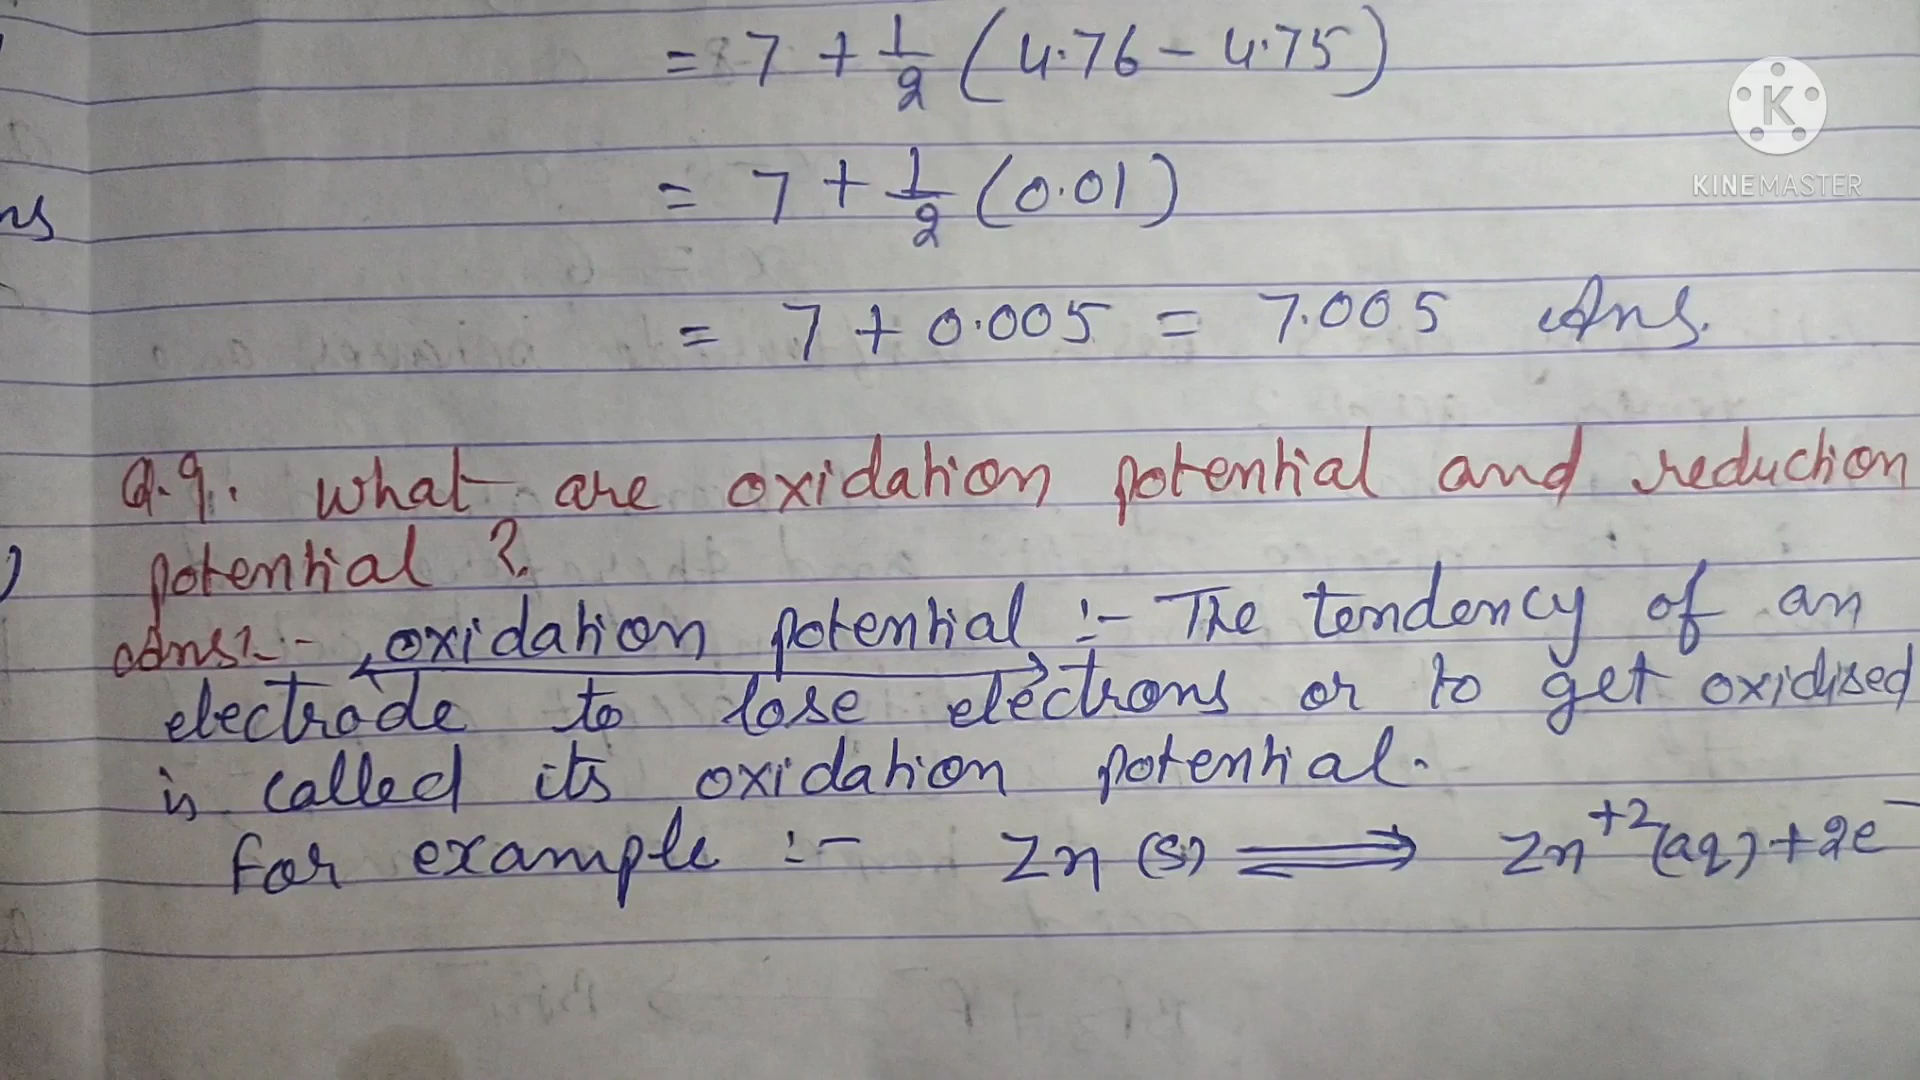 = 7 + 1/2 (4.76 - 4.75)
K
KINEMASTER
= 7 + 1/2 (0.01)
ns
= 7 + 0.005 = 7.005 Ans.
Q.9. What are oxidation potential and reduction
potential ?
Ans:- oxidation potential :- The tendency of an
electrode to lose electrons or to get oxidised
is called its oxidation potential.
For example :- Zn (s) ⇌ Zn⁺²(aq) + 2e⁻